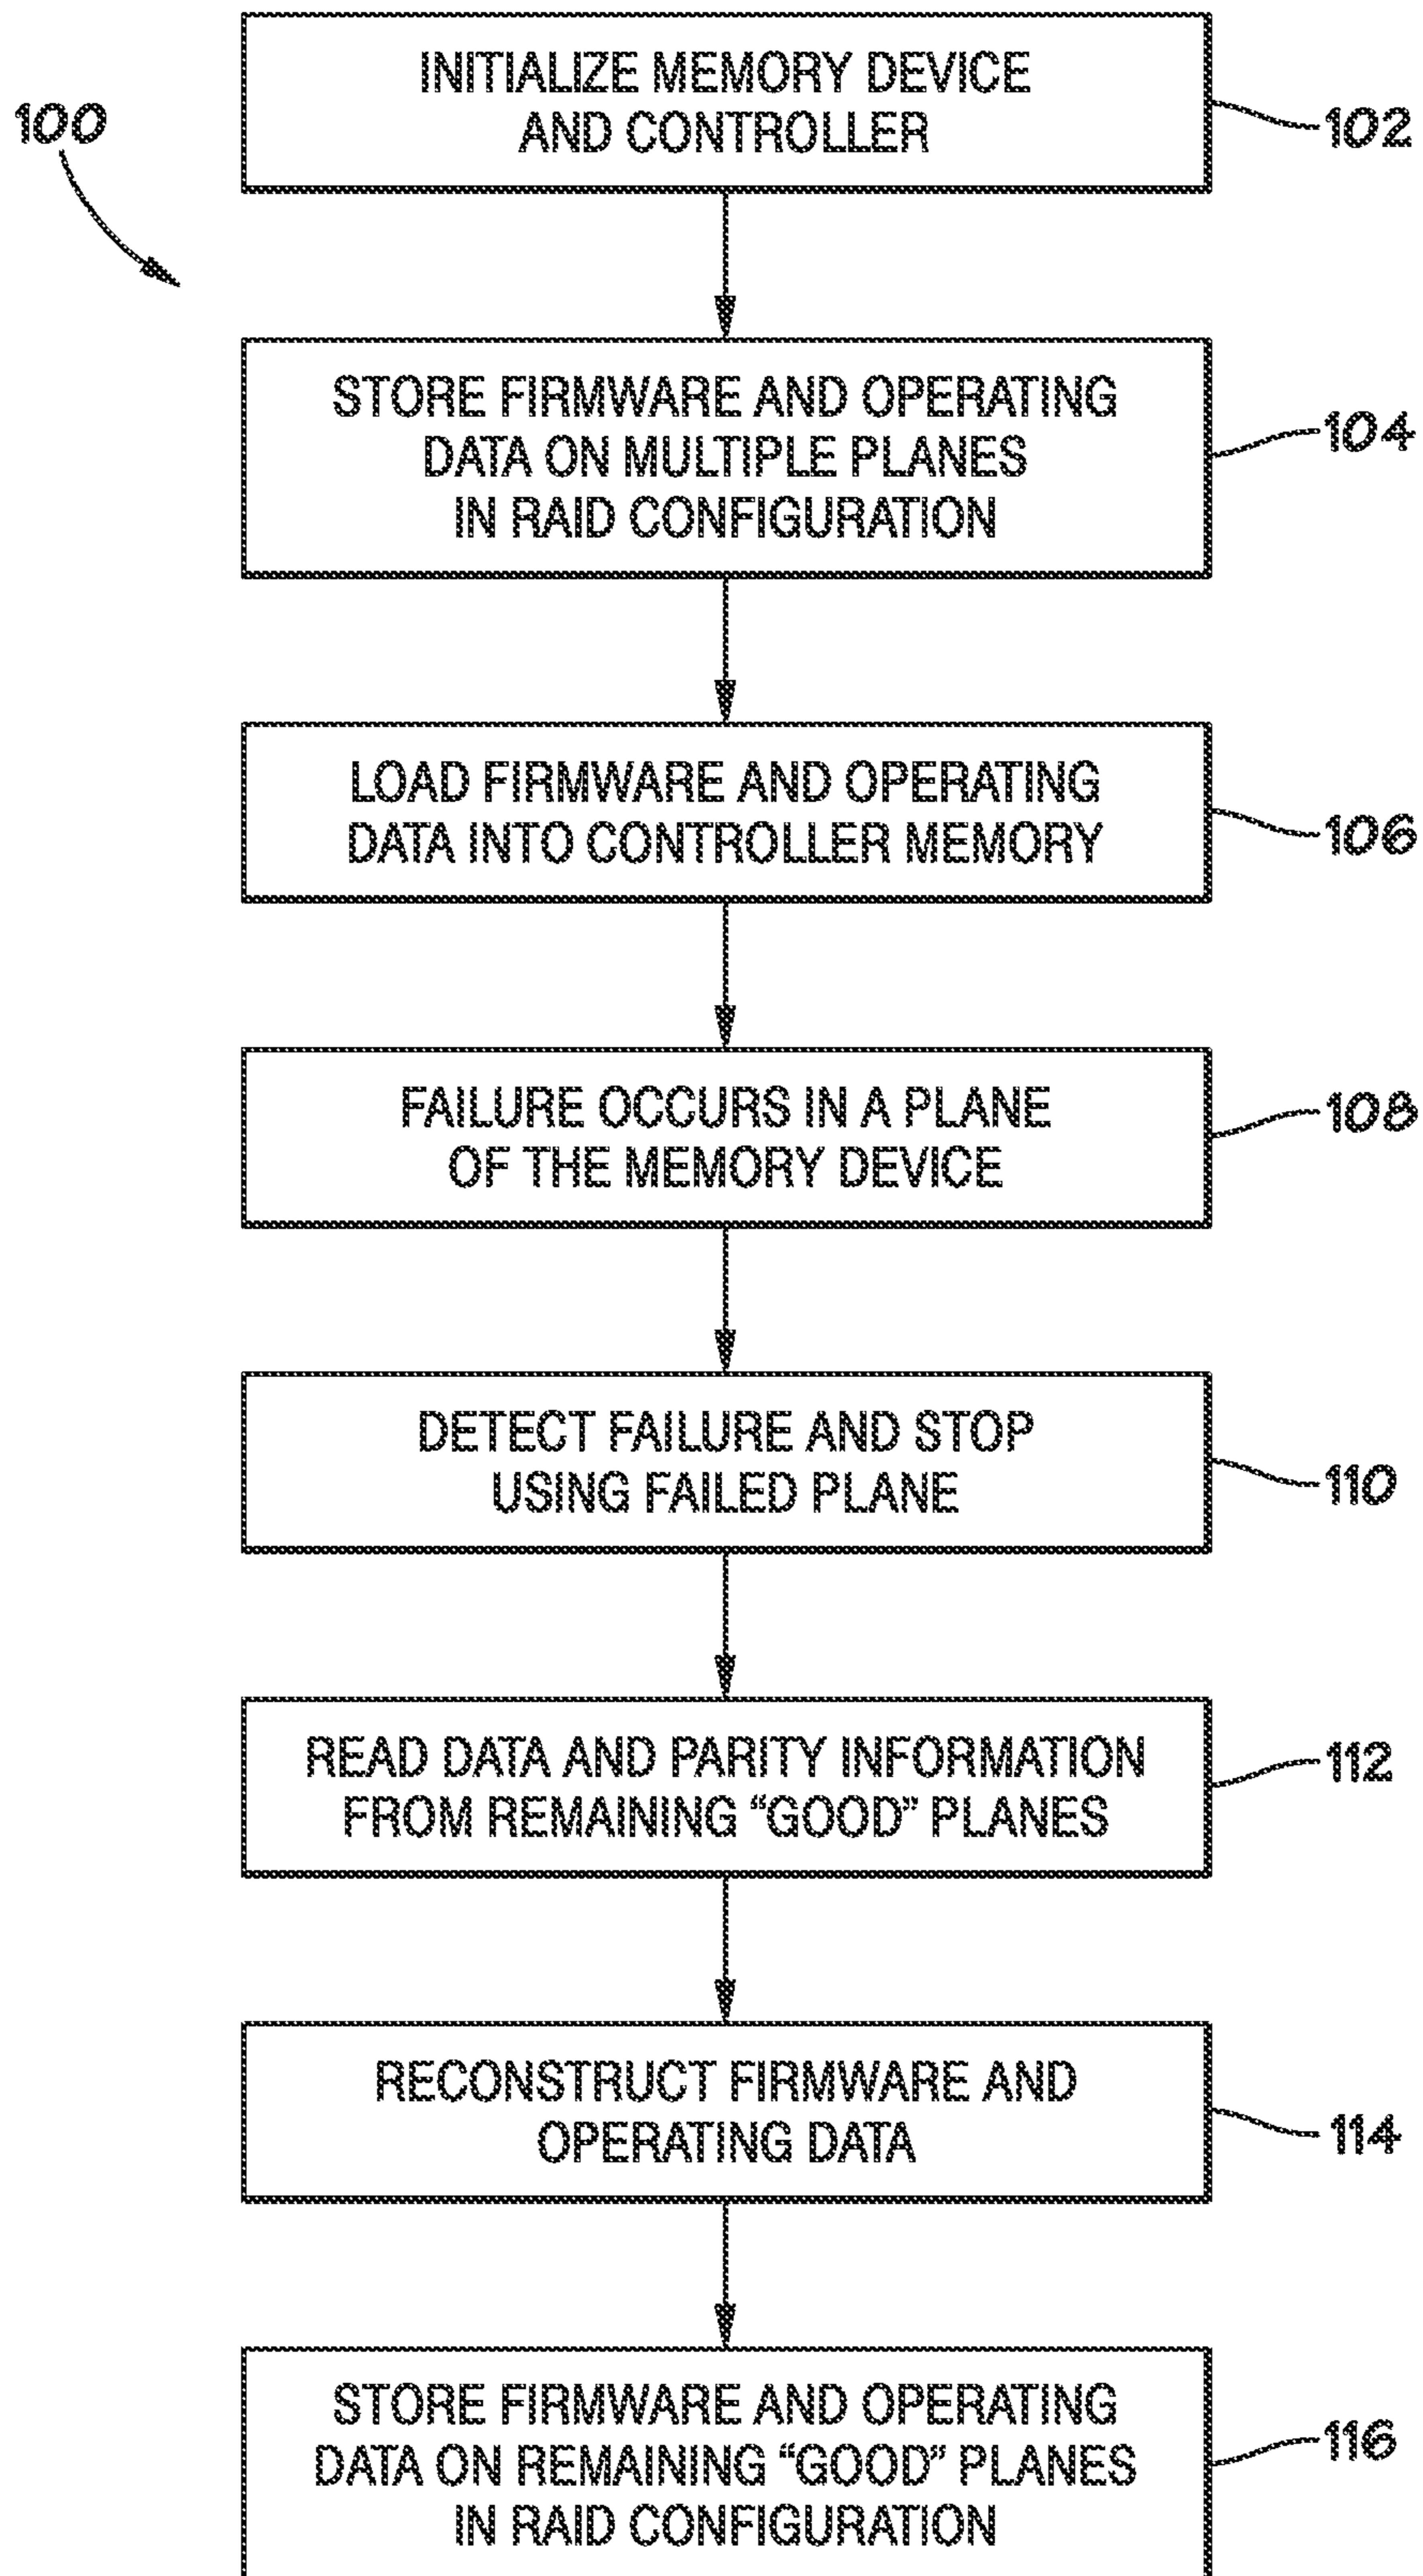 100
INITIALIZE MEMORY DEVICE
AND CONTROLLER
102
STORE FIRMWARE AND OPERATING
DATA ON MULTIPLE PLANES
IN RAID CONFIGURATION
104
LOAD FIRMWARE AND OPERATING
DATA INTO CONTROLLER MEMORY
106
FAILURE OCCURS IN A PLANE
OF THE MEMORY DEVICE
108
DETECT FAILURE AND STOP
USING FAILED PLANE
110
READ DATA AND PARITY INFORMATION
FROM REMAINING “GOOD” PLANES
112
RECONSTRUCT FIRMWARE AND
OPERATING DATA
114
STORE FIRMWARE AND OPERATING
DATA ON REMAINING “GOOD” PLANES
IN RAID CONFIGURATION
116